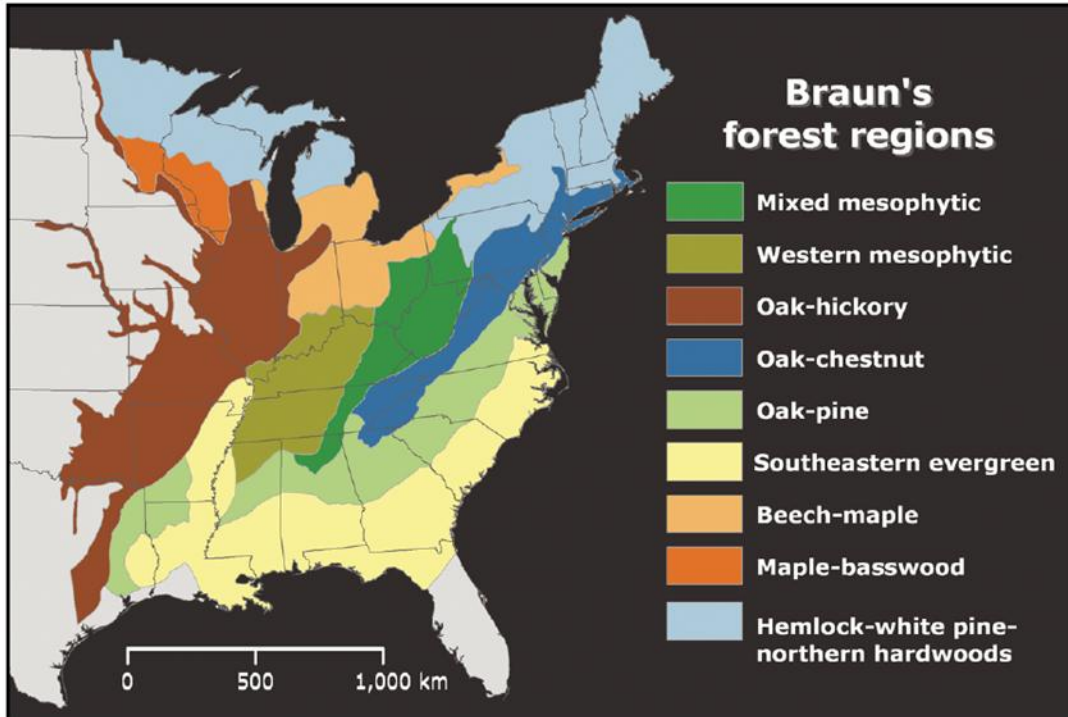 Braun's
forest regions
Mixed mesophytic
Western mesophytic
Oak-hickory
Oak-chestnut
Oak-pine
Southeastern evergreen
Beech-maple
Maple-basswood
Hemlock-white pine-
northern hardwoods
0 500 1,000 km